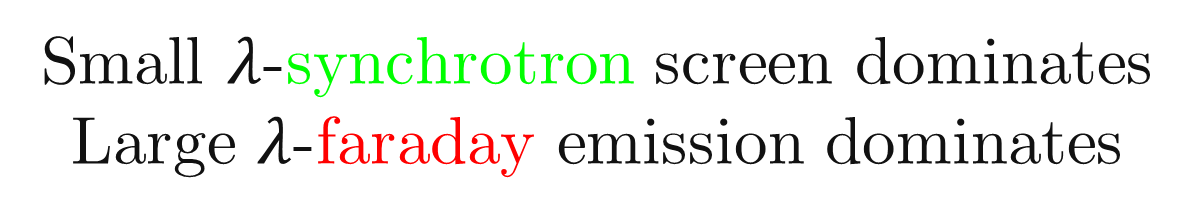 Small λ-synchrotron screen dominates
Large λ-faraday emission dominates